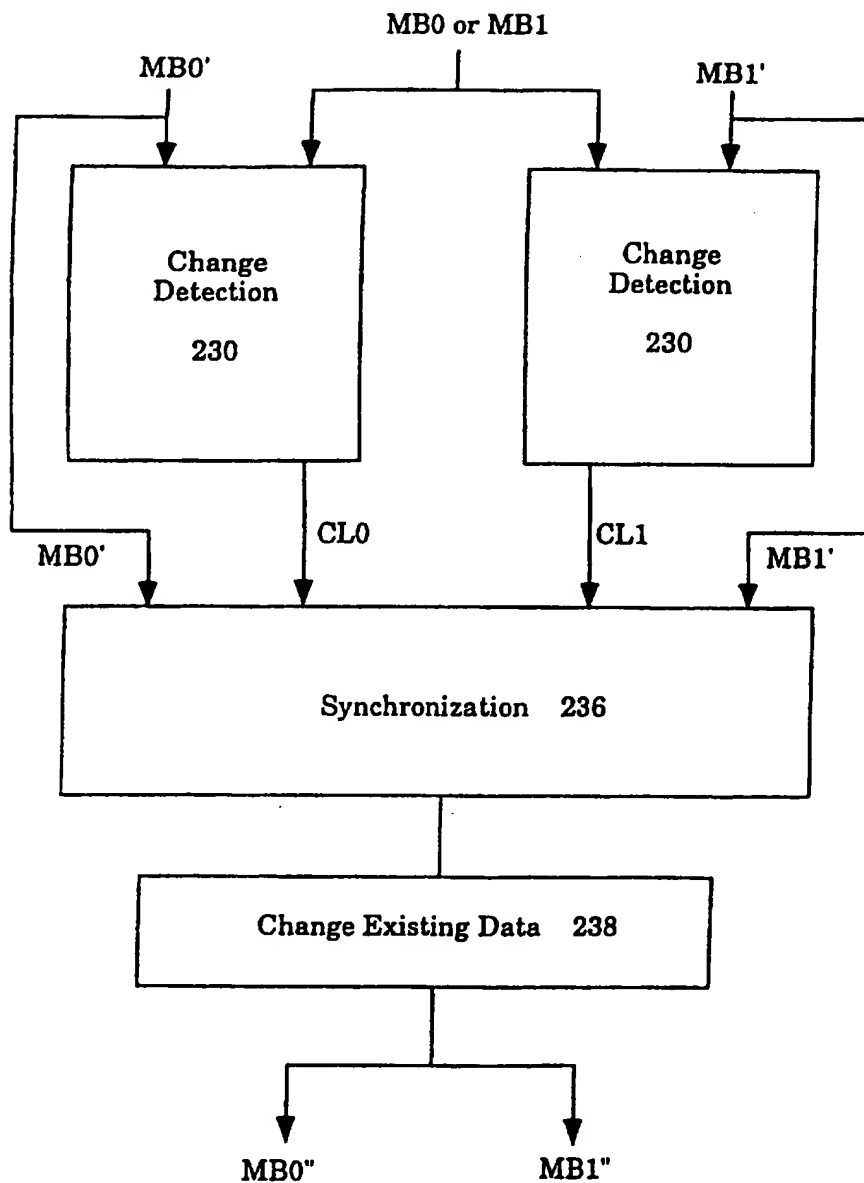 MB0 or MB1
MB0'
MB1'
Change
Detection
230
Change
Detection
230
CL0
CL1
MB0'
MB1'
Synchronization 236
Change Existing Data 238
MB0"
MB1"